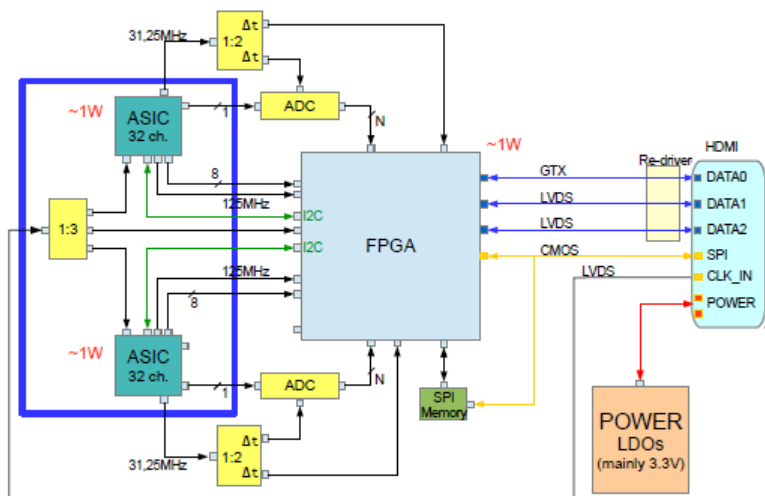 31,25MHz
1:2
Δt
Δt
~1W
ASIC
32 ch.
1
ADC
N
~1W
HDMI
Re-driver
GTX
DATA0
8
125MHz
LVDS
DATA1
I2C
LVDS
DATA2
1:3
FPGA
I2C
CMOS
SPI
125MHz
LVDS
CLK_IN
8
POWER
~1W
ASIC
32 ch.
1
ADC
N
SPI
Memory
POWER
LDOs
(mainly 3.3V)
31,25MHz
1:2
Δt
Δt